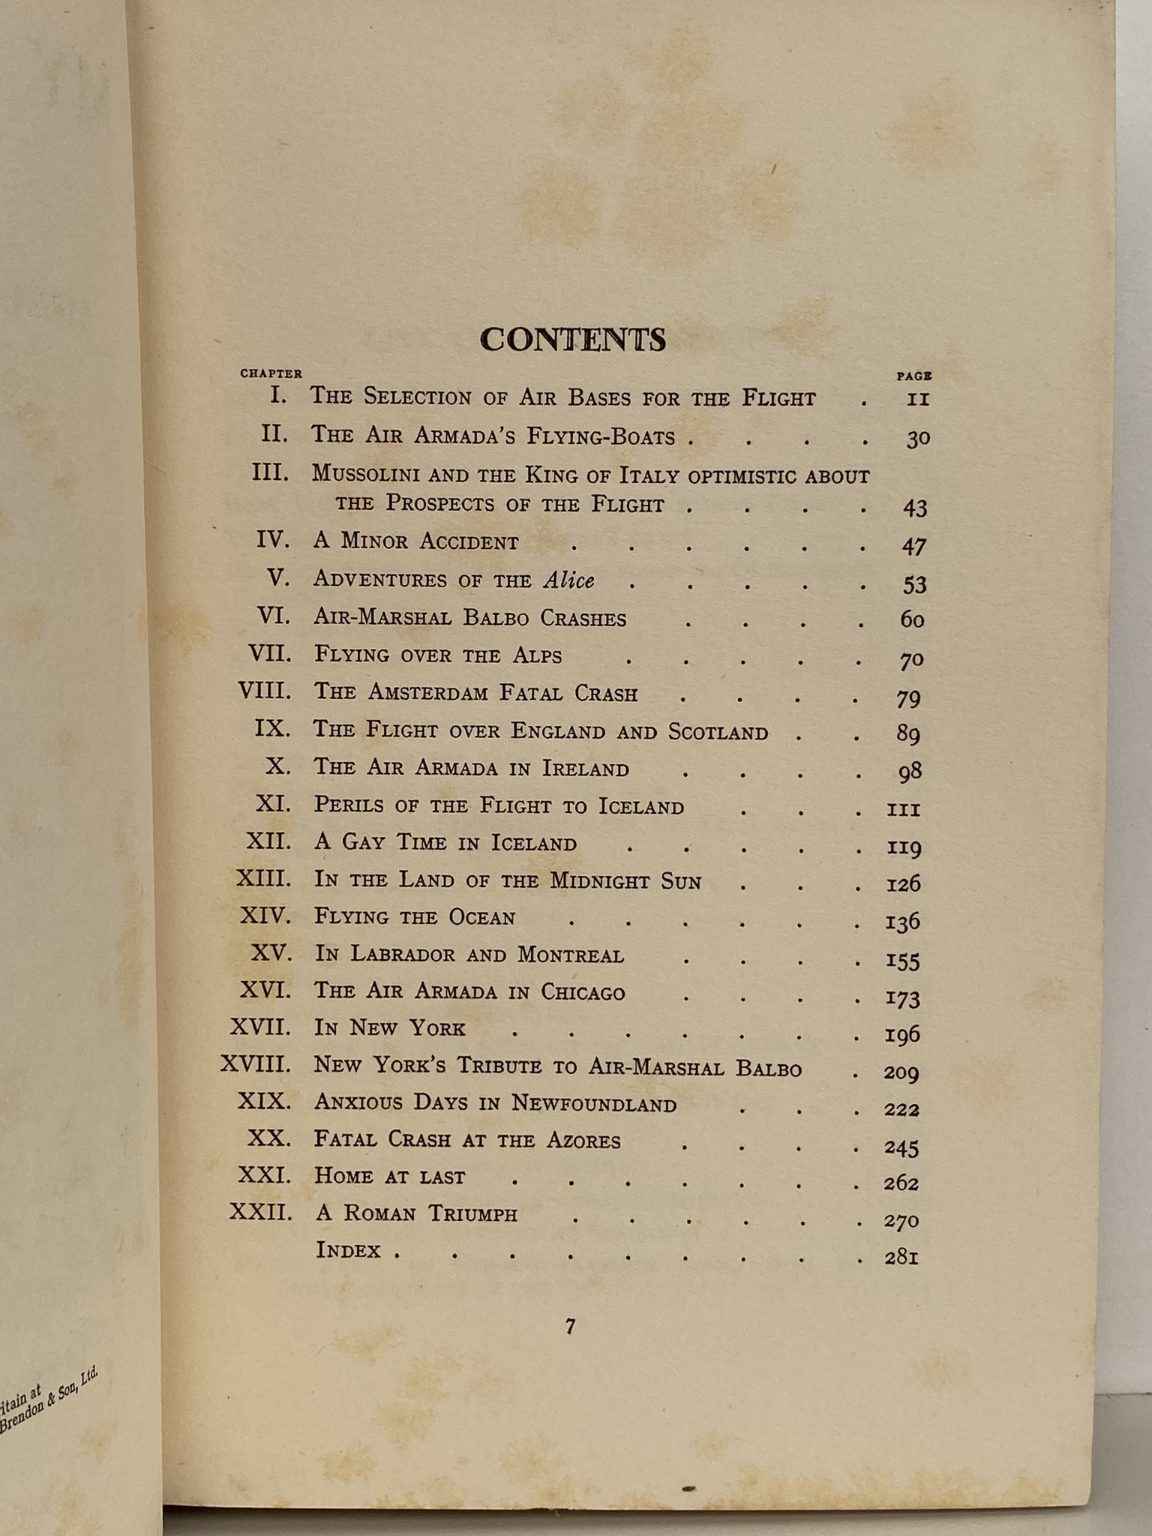 CONTENTS
CHAPTER PAGE
I. THE SELECTION OF AIR BASES FOR THE FLIGHT . 11
II. THE AIR ARMADA'S FLYING-BOATS . . . . 30
III. MUSSOLINI AND THE KING OF ITALY OPTIMISTIC ABOUT
THE PROSPECTS OF THE FLIGHT . . . . 43
IV. A MINOR ACCIDENT . . . . . . 47
V. ADVENTURES OF THE Alice . . . . . 53
VI. AIR-MARSHAL BALBO CRASHES . . . . 60
VII. FLYING OVER THE ALPS . . . . . 70
VIII. THE AMSTERDAM FATAL CRASH . . . . 79
IX. THE FLIGHT OVER ENGLAND AND SCOTLAND . . 89
X. THE AIR ARMADA IN IRELAND . . . . 98
XI. PERILS OF THE FLIGHT TO ICELAND . . . 111
XII. A GAY TIME IN ICELAND . . . . . 119
XIII. IN THE LAND OF THE MIDNIGHT SUN . . . 126
XIV. FLYING THE OCEAN . . . . . . 136
XV. IN LABRADOR AND MONTREAL . . . . 155
XVI. THE AIR ARMADA IN CHICAGO . . . . 173
XVII. IN NEW YORK . . . . . . . 196
XVIII. NEW YORK'S TRIBUTE TO AIR-MARSHAL BALBO . 209
XIX. ANXIOUS DAYS IN NEWFOUNDLAND . . . 222
XX. FATAL CRASH AT THE AZORES . . . . 245
XXI. HOME AT LAST . . . . . . . 262
XXII. A ROMAN TRIUMPH . . . . . . 270
INDEX . . . . . . . . . 281
7
itain at
Brendon & Son, Ltd.